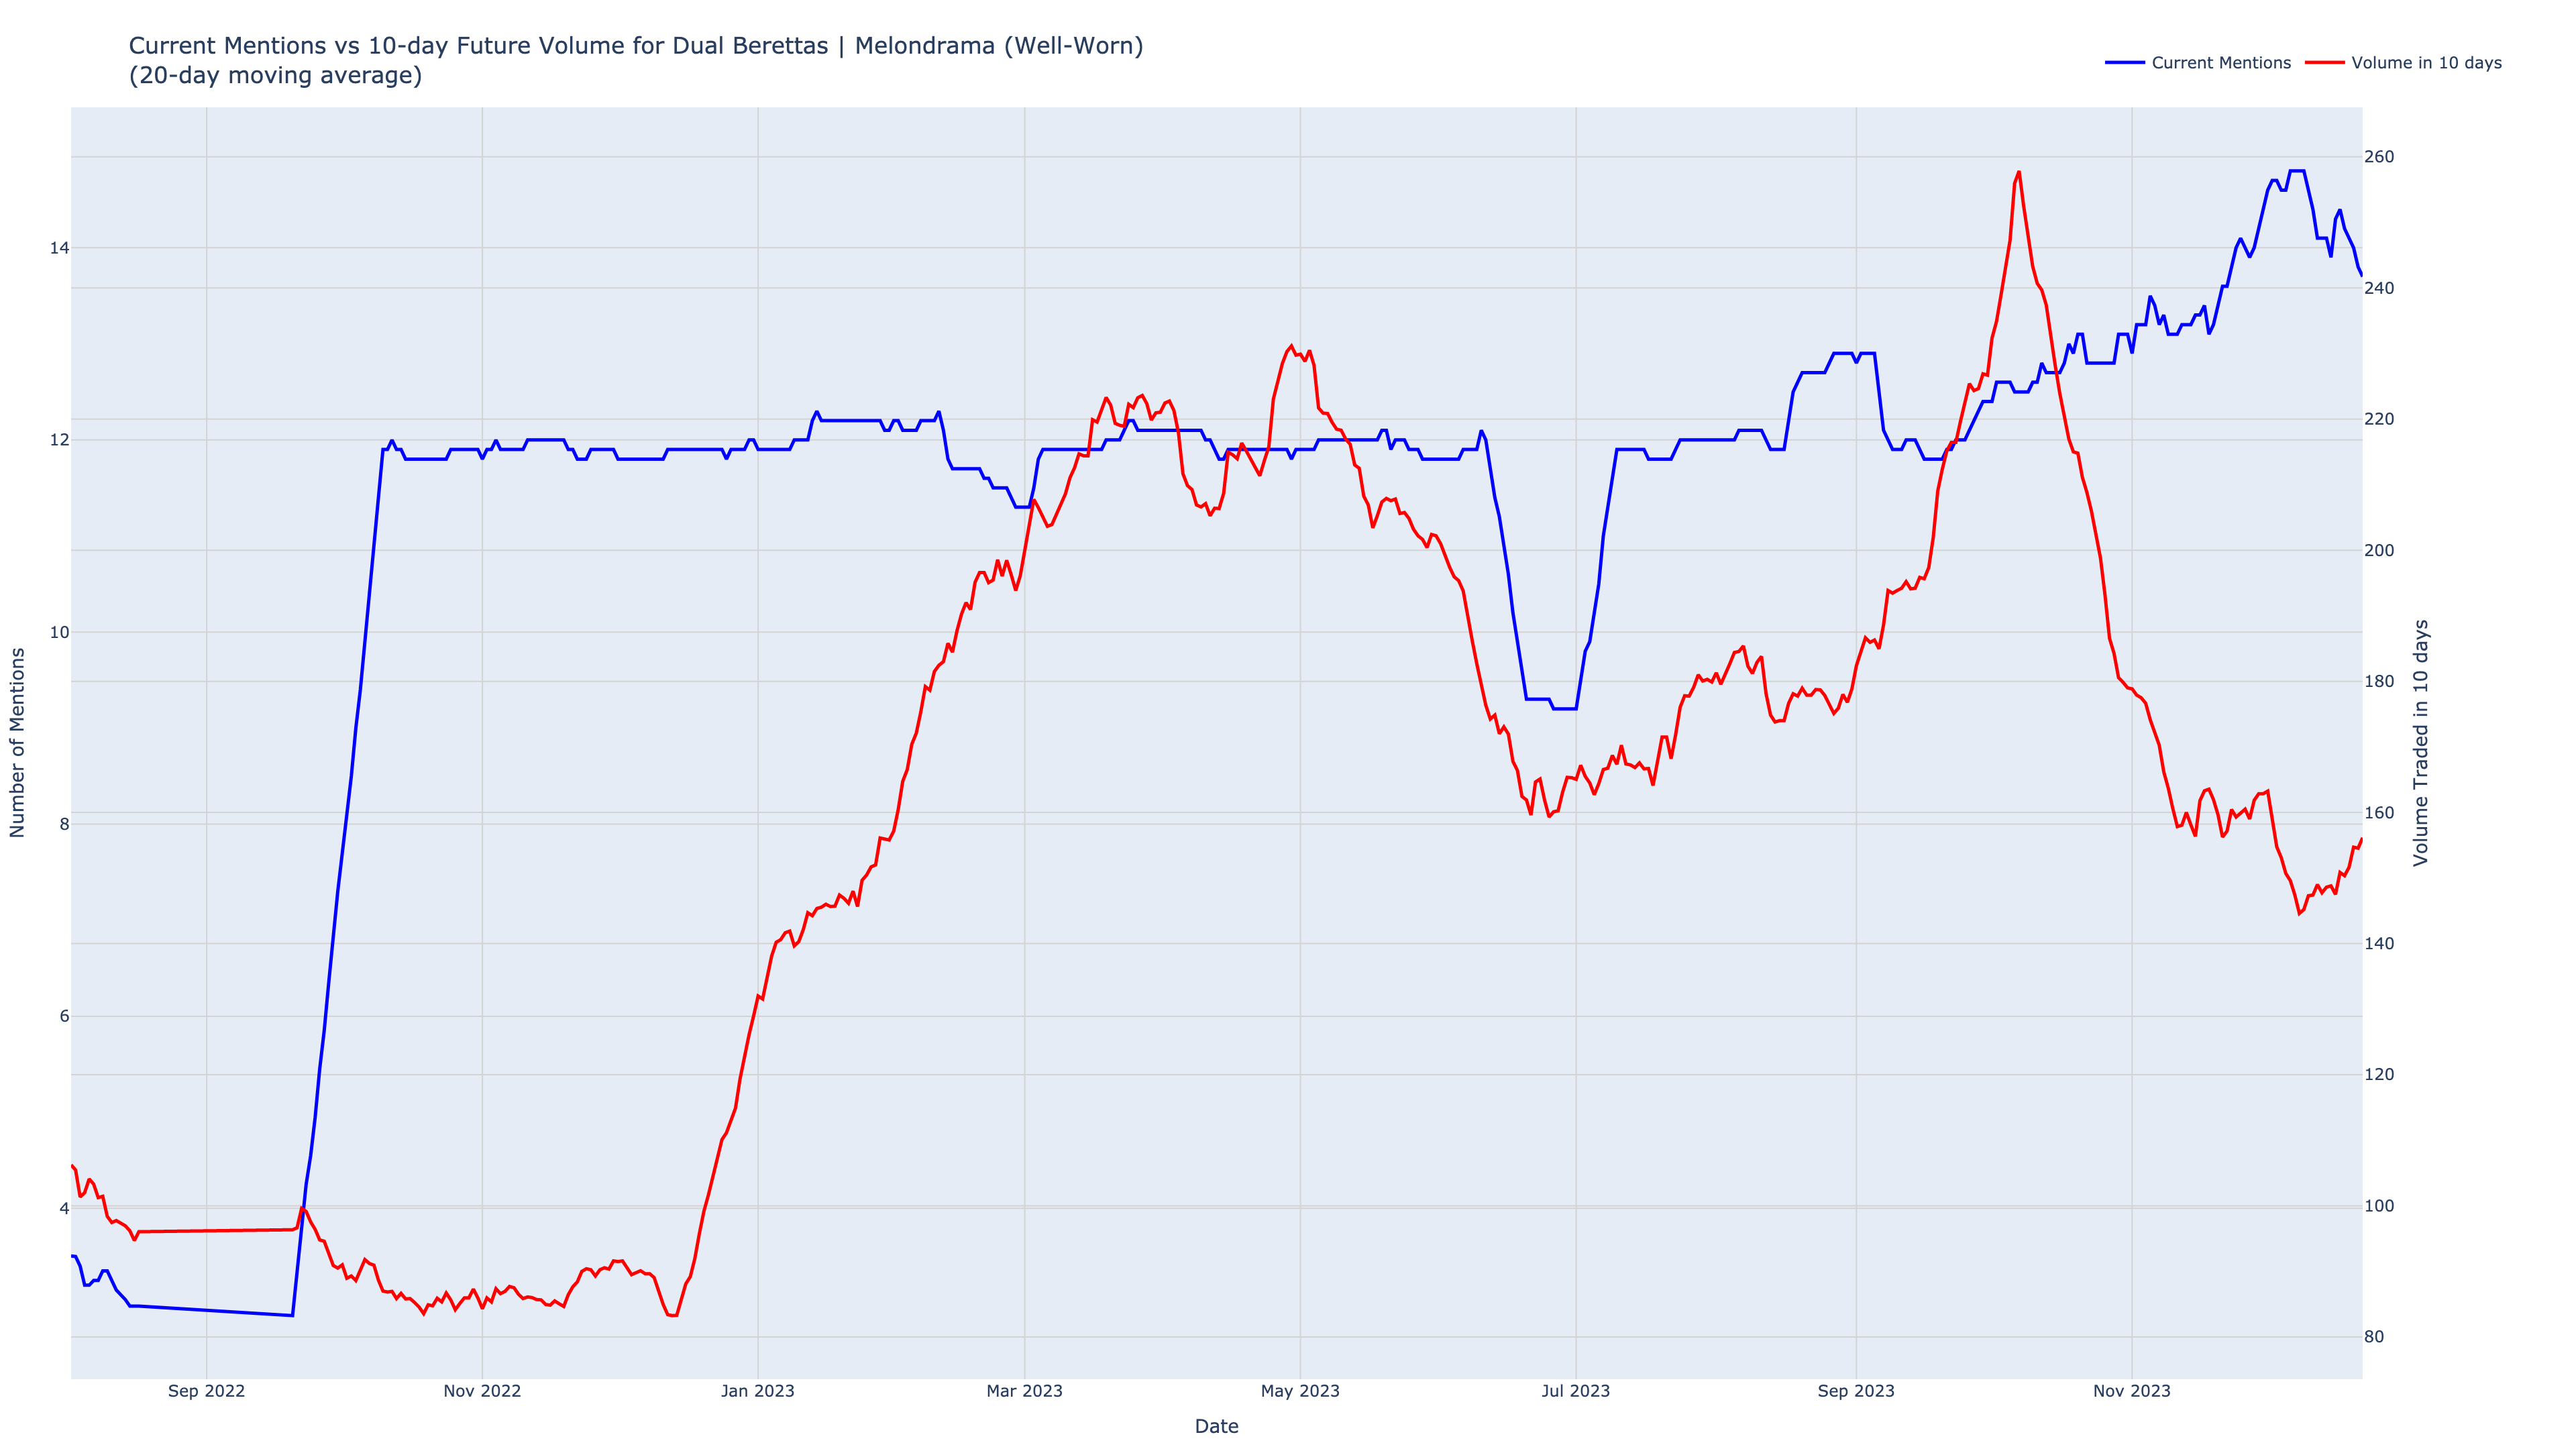 Current Mentions vs 10-day Future Volume for Dual Berettas | Melondrama (Well-Worn)
(20-day moving average)
Current Mentions
Volume in 10 days
14
12
10
8
6
4
Number of Mentions
260
240
220
200
180
160
140
120
100
80
Volume Traded in 10 days
Sep 2022
Nov 2022
Jan 2023
Mar 2023
May 2023
Jul 2023
Sep 2023
Nov 2023
Date